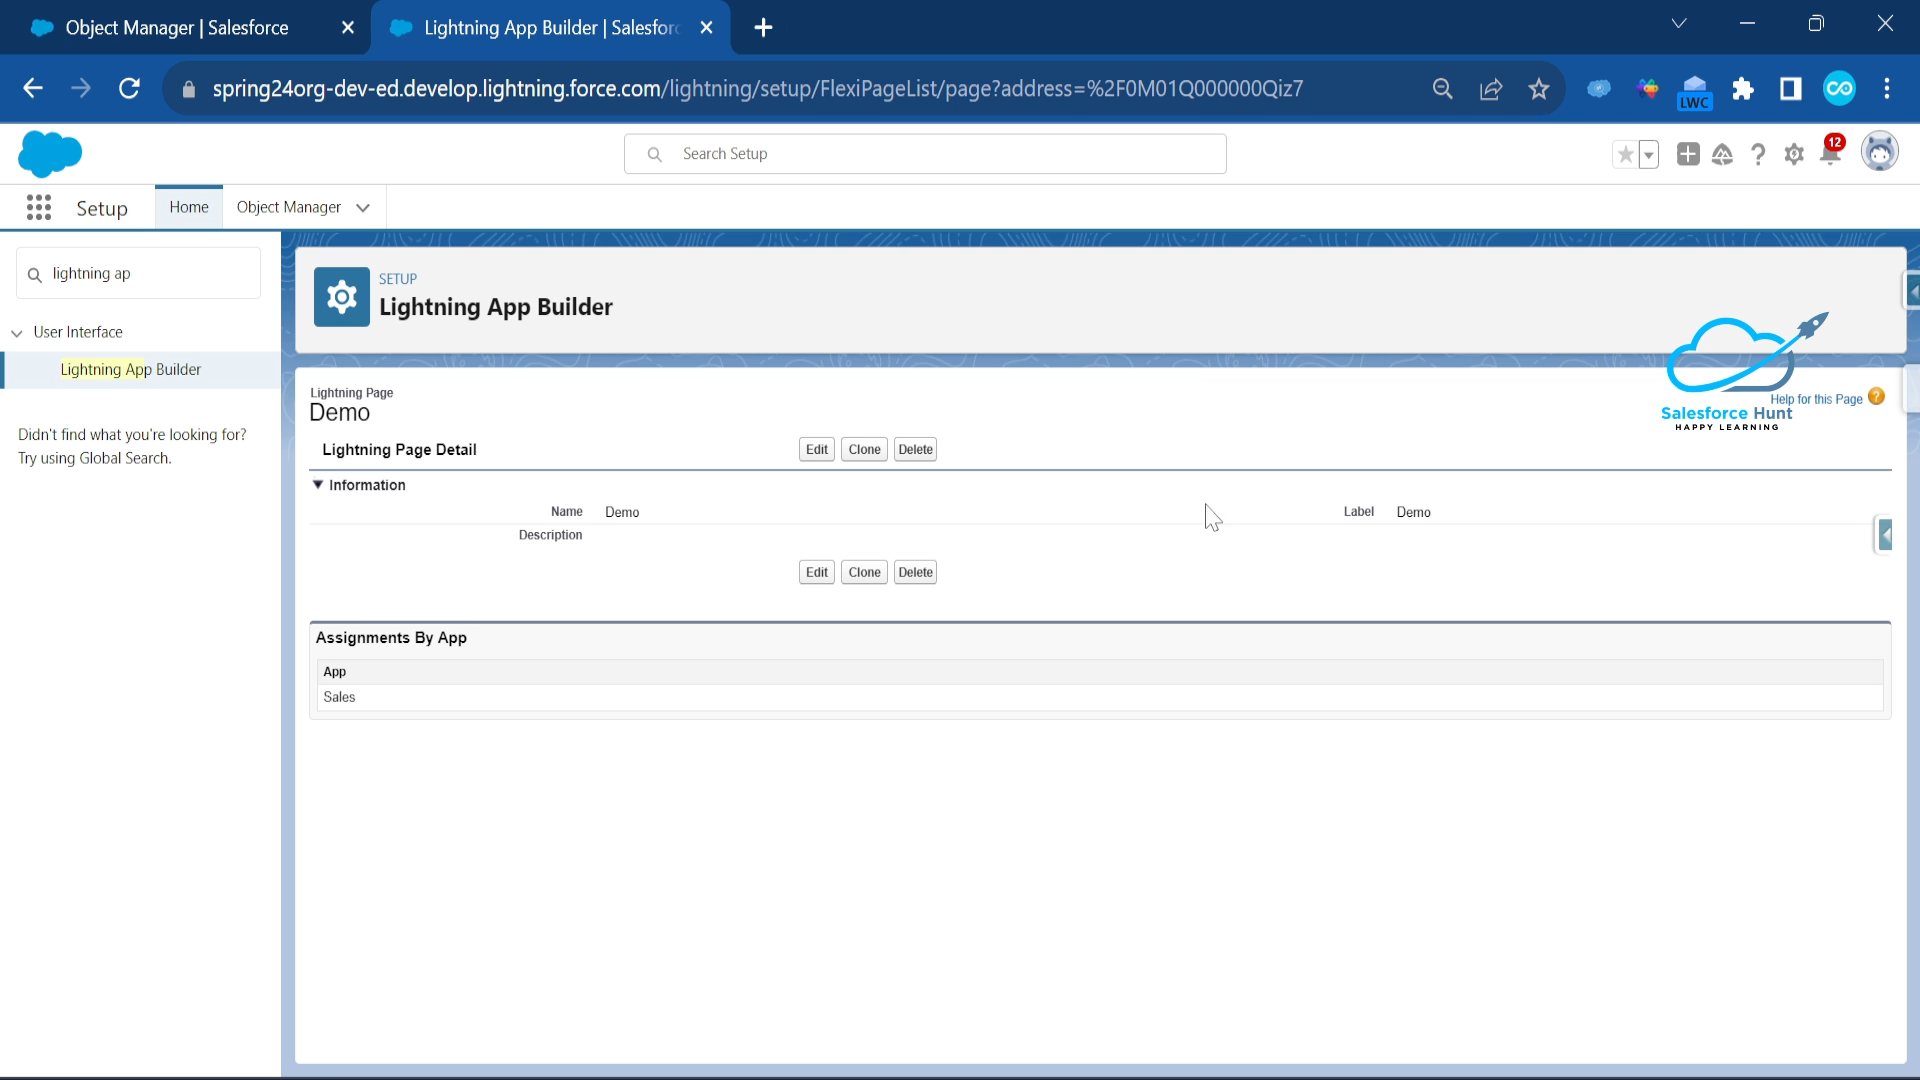 Object Manager | Salesforce
Lightning App Builder | Salesforc
spring24org-dev-ed.develop.lightning.force.com/lightning/setup/FlexiPageList/page?address=%2F0M01Q000000Qiz7
LWC
Search Setup
12
Setup
Home
Object Manager
lightning ap
User Interface
Lightning App Builder
Didn't find what you're looking for?
Try using Global Search.
SETUP
Lightning App Builder
Lightning Page
Demo
Help for this Page ?
Salesforce Hunt
HAPPY LEARNING
Lightning Page Detail
Edit Clone Delete
Information
Name Demo Label Demo
Description
Edit Clone Delete
Assignments By App
App
Sales